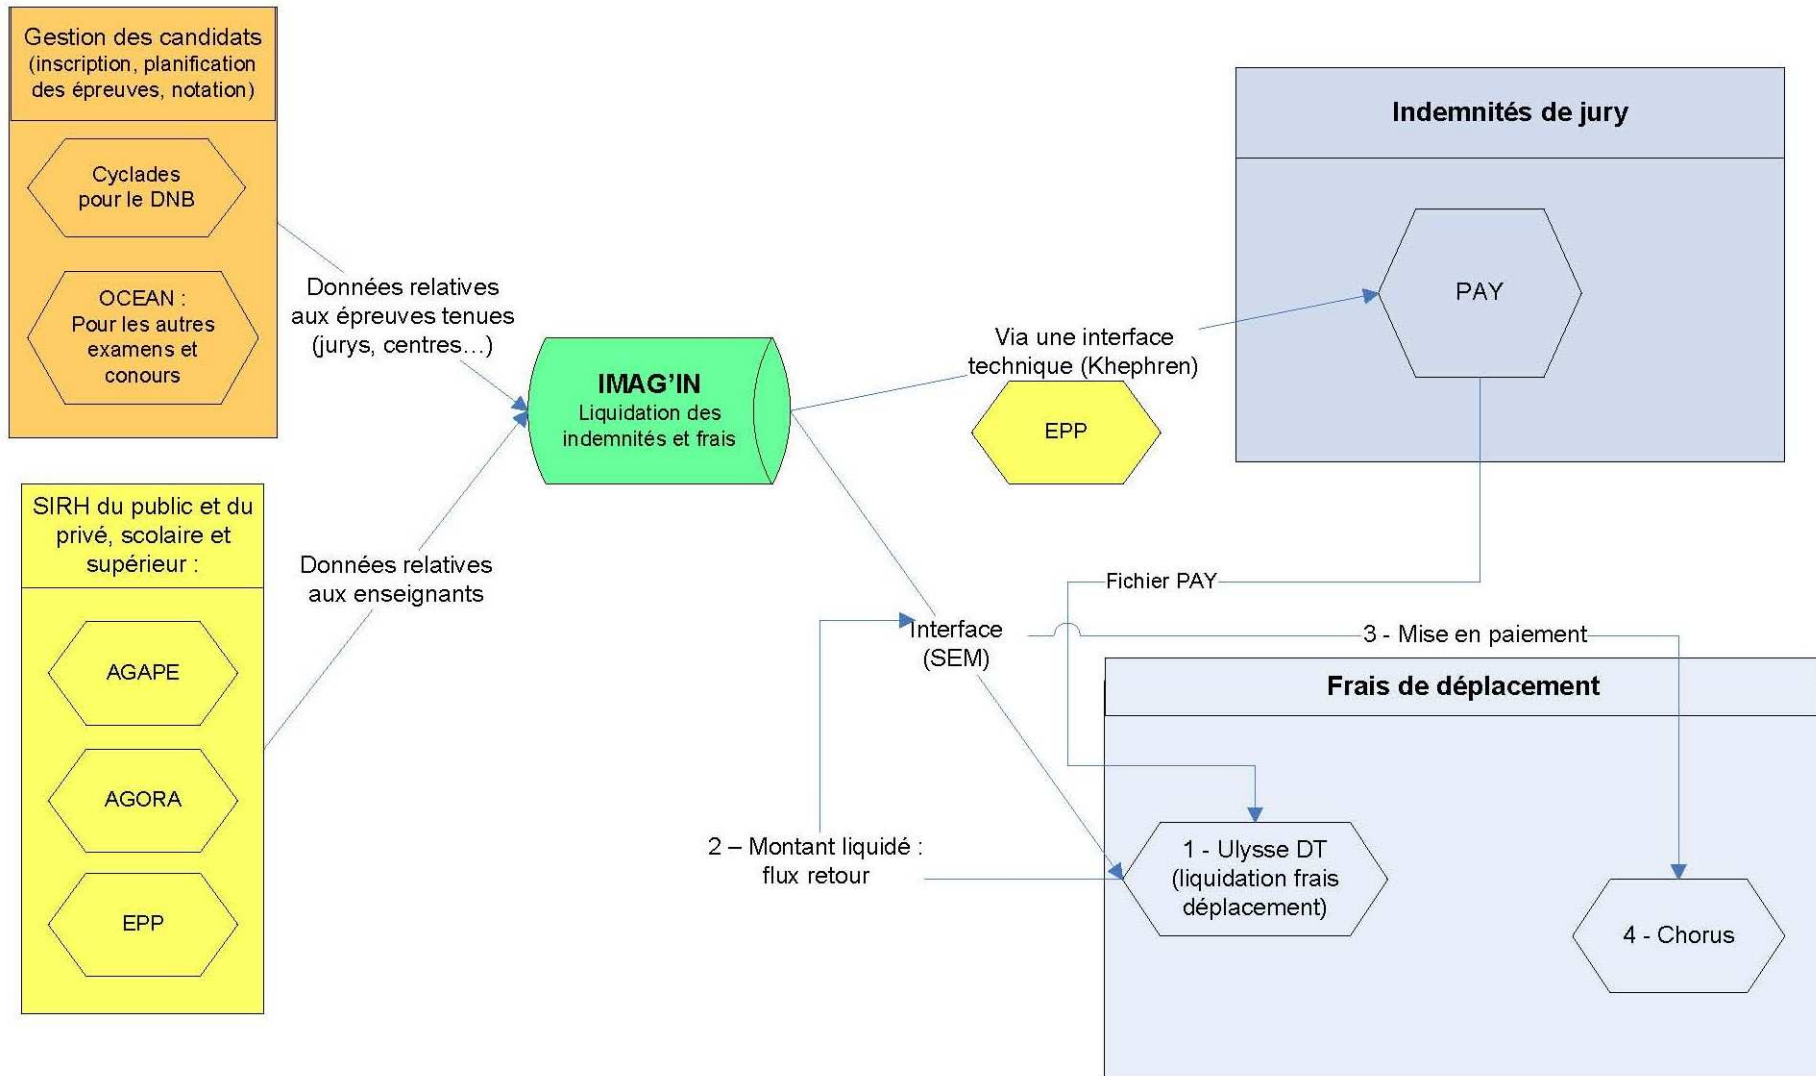 Gestion des candidats
(inscription, planification
des épreuves, notation)
Cyclades
pour le DNB
OCEAN :
Pour les autres
examens et
conours
SIRH du public et du
privé, scolaire et
supérieur :
AGAPE
AGORA
EPP
Données relatives
aux épreuves tenues
(jurys, centres…)
Données relatives
aux enseignants
IMAG'IN
Liquidation des
indemnités et frais
Via une interface
technique (Khephren)
EPP
Indemnités de jury
PAY
Fichier PAY
Interface
(SEM)
3 - Mise en paiement
2 – Montant liquidé :
flux retour
Frais de déplacement
1 - Ulysse DT
(liquidation frais
déplacement)
4 - Chorus